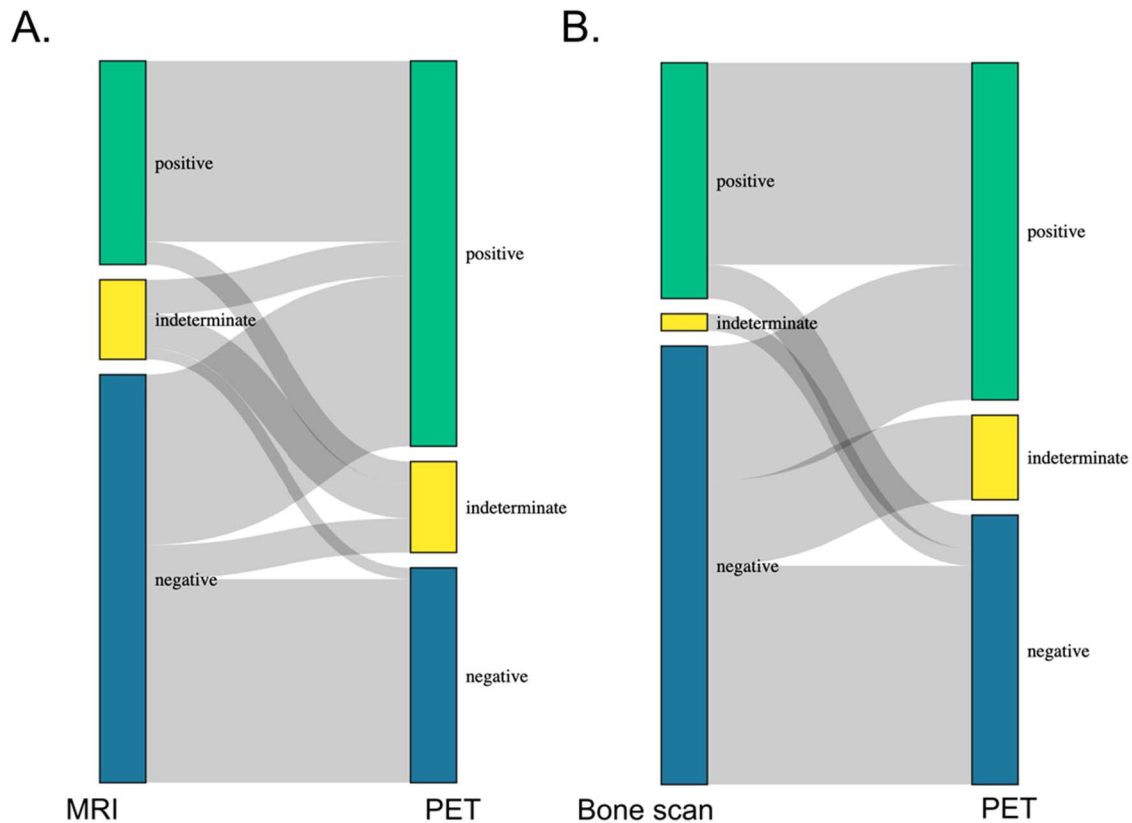 A.
positive
indeterminate
negative
positive
indeterminate
negative
MRI
PET
B.
positive
indeterminate
negative
positive
indeterminate
negative
Bone scan
PET